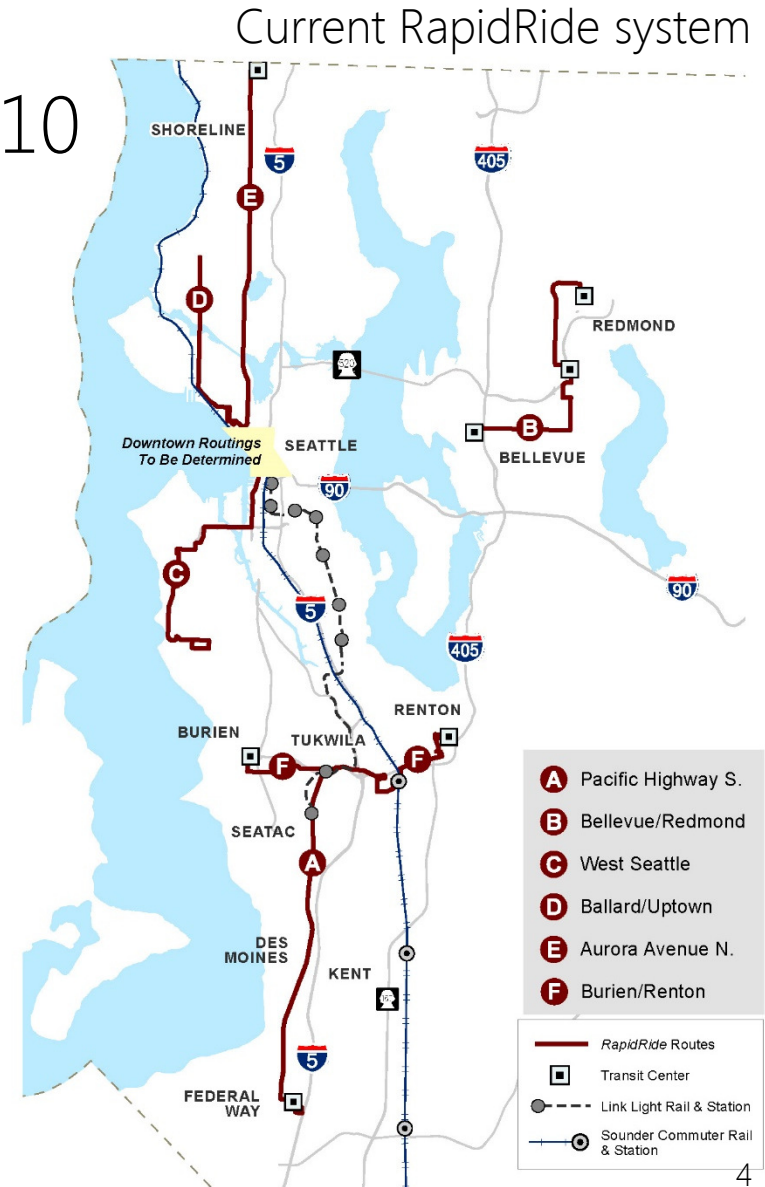 Current RapidRide system
10
SHORELINE
5
405
E
D
REDMOND
520
B
BELLEVUE
Downtown Routings
To Be Determined
SEATTLE
90
C
5
90
405
RENTON
BURIEN
TUKWILA
F
F
SEATAC
A
DES
MOINES
KENT
167
5
FEDERAL
WAY
A Pacific Highway S.
B Bellevue/Redmond
C West Seattle
D Ballard/Uptown
E Aurora Avenue N.
F Burien/Renton
RapidRide Routes
Transit Center
Link Light Rail & Station
Sounder Commuter Rail
& Station
4